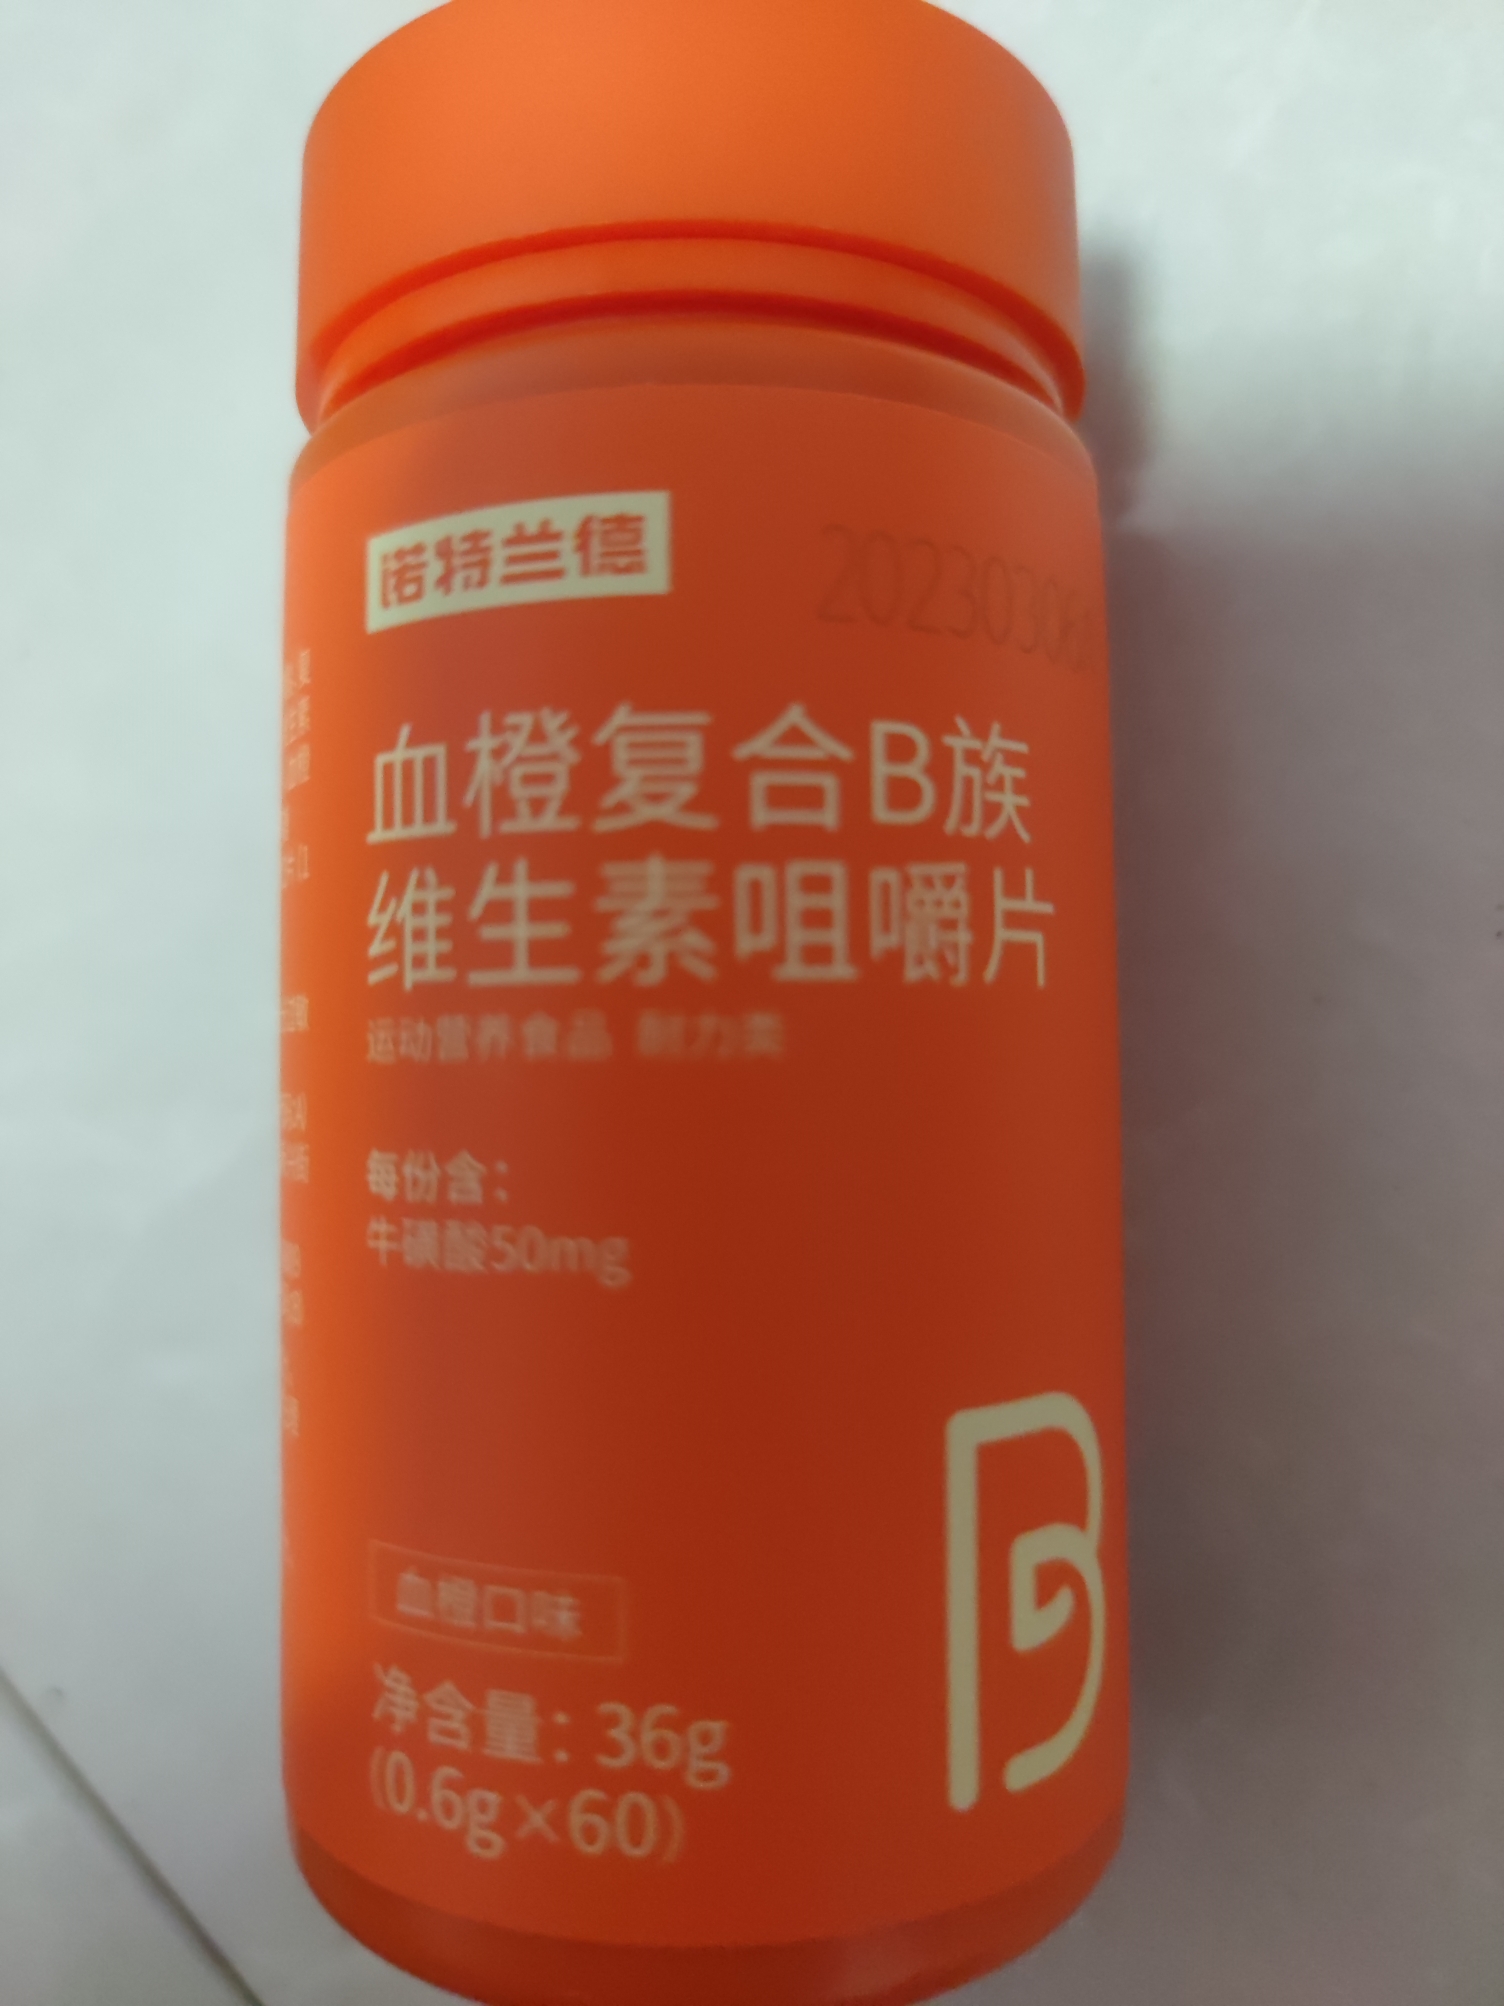 诺特兰德
20230306
血橙复合B族
维生素咀嚼片
运动营养食品 耐力类
每份含：
牛磺酸50mg
血橙口味
净含量：36g
(0.6g×60)
B